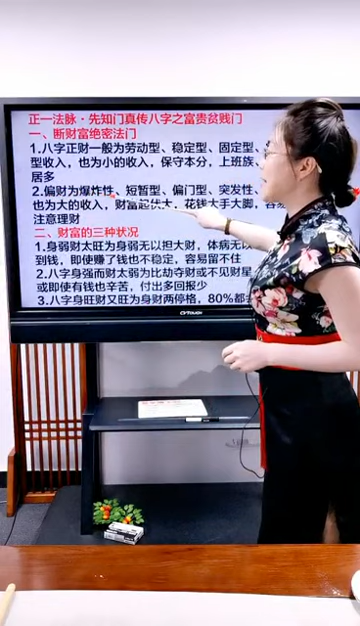 正一法脉·先知门真传八字之富贵贫贱门
一、断财富绝密法门
1.八字正财一般为劳动型、稳定型、固定型、
型收入，也为小的收入，保守本分，上班族、
居多
2.偏财为爆炸性、短暂型、偏门型、突发性、
也为大的收入，财富起伏大，花钱大手脚，容易
注意理财
二、财富的三种状况
1.身弱财太旺为身弱无以担大财，体病无以
到钱，即使赚了钱也不稳定，容易留不住
2.八字身强而财太弱为比劫夺财或不见财星
或即使有钱也辛苦，付出多回报少
3.八字身旺财又旺为身财两停格，80%都
CVTOUCH